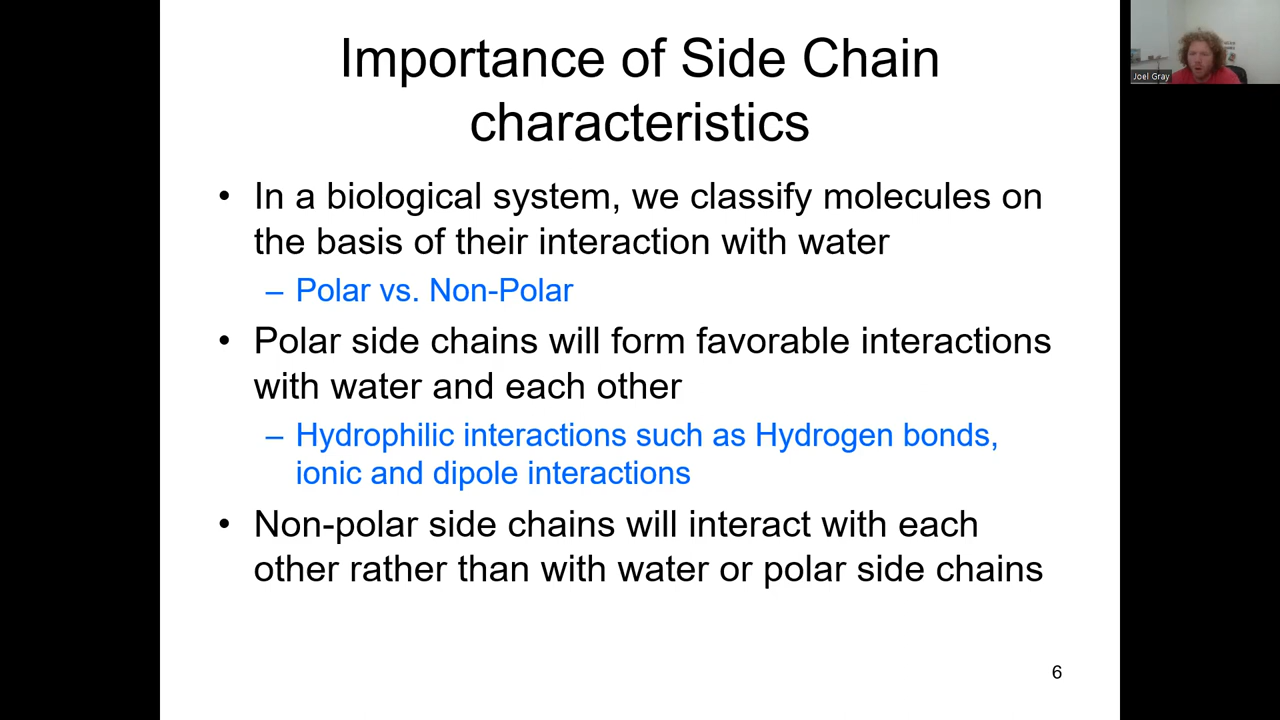 Importance of Side Chain
characteristics
• In a biological system, we classify molecules on
the basis of their interaction with water
– Polar vs. Non-Polar
• Polar side chains will form favorable interactions
with water and each other
– Hydrophilic interactions such as Hydrogen bonds,
ionic and dipole interactions
• Non-polar side chains will interact with each
other rather than with water or polar side chains
6
Joel Gray